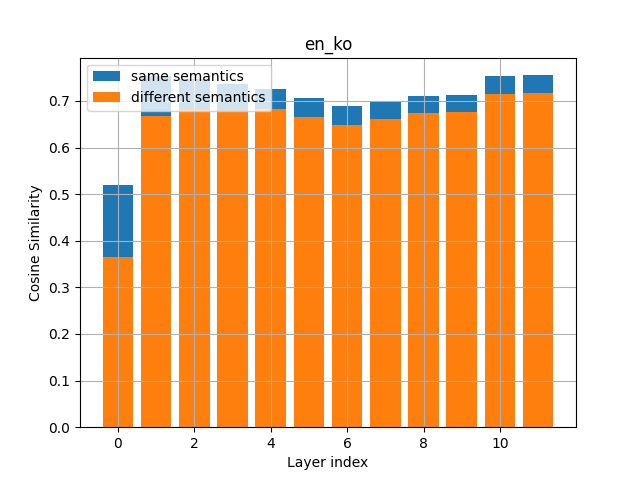 en_ko
same semantics
different semantics
Cosine Similarity
0.7
0.6
0.5
0.4
0.3
0.2
0.1
0.0
0 2 4 6 8 10
Layer index